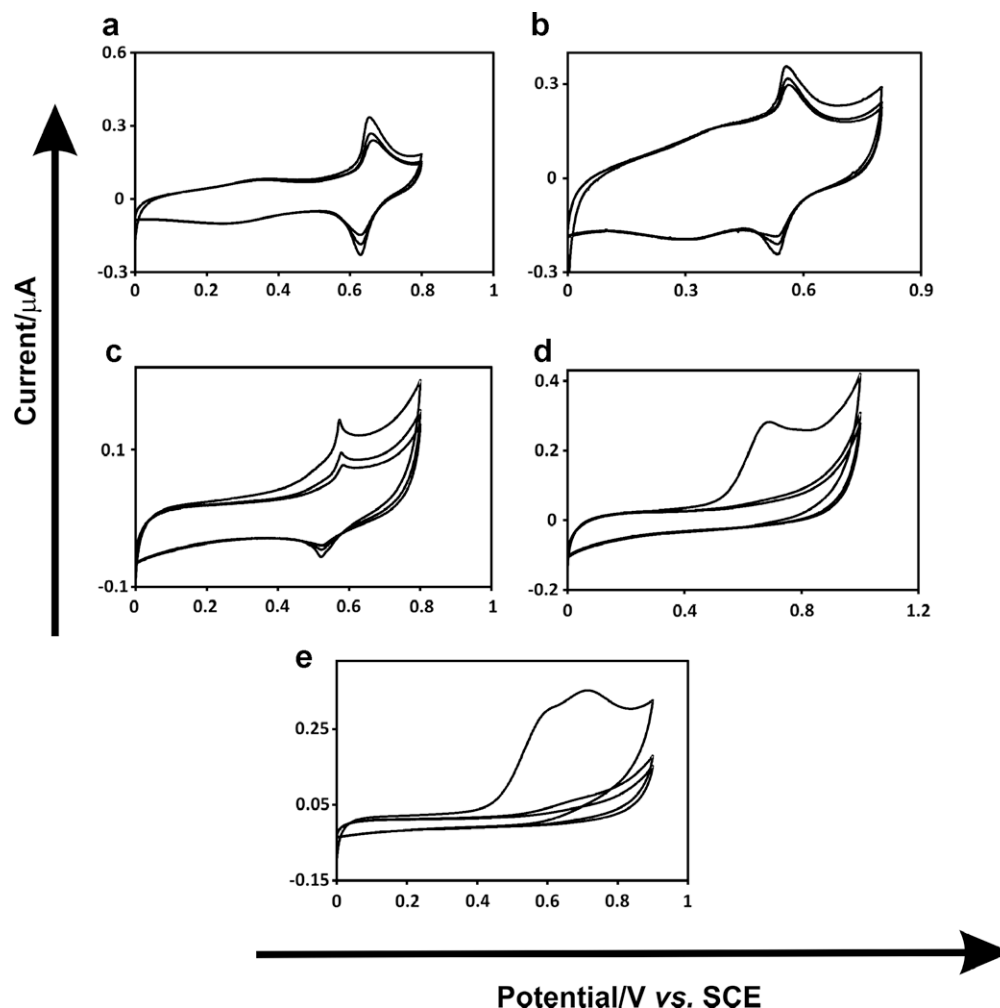 a
0.6
0.3
0
-0.3
0 0.2 0.4 0.6 0.8 1
b
0.3
0
-0.3
0 0.3 0.6 0.9
c
0.1
-0.1
0 0.2 0.4 0.6 0.8 1
d
0.4
0.2
0
-0.2
0 0.4 0.8 1.2
e
0.25
0.05
-0.15
0 0.2 0.4 0.6 0.8 1
Current/μA
Potential/V vs. SCE